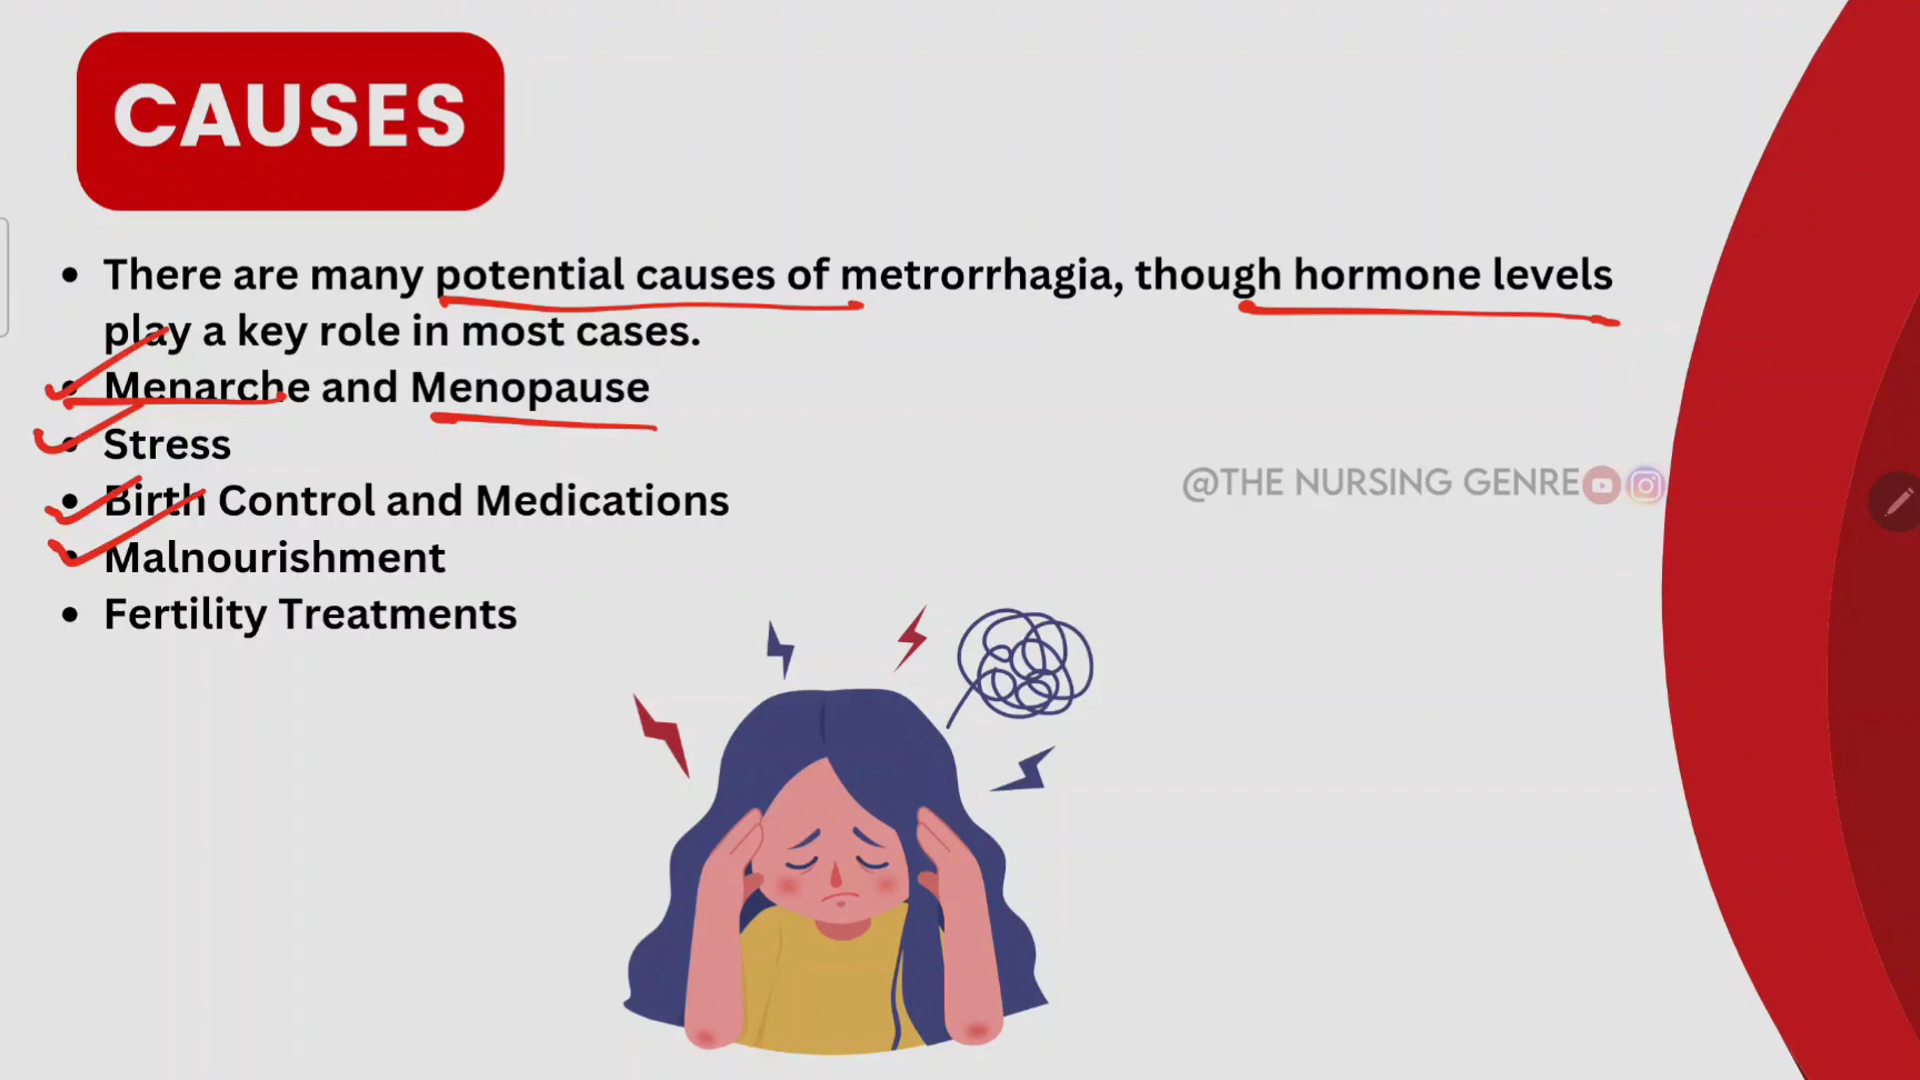 CAUSES
• There are many potential causes of metrorrhagia, though hormone levels
play a key role in most cases.
• Menarche and Menopause
• Stress
• Birth Control and Medications
• Malnourishment
• Fertility Treatments
@THE NURSING GENRE